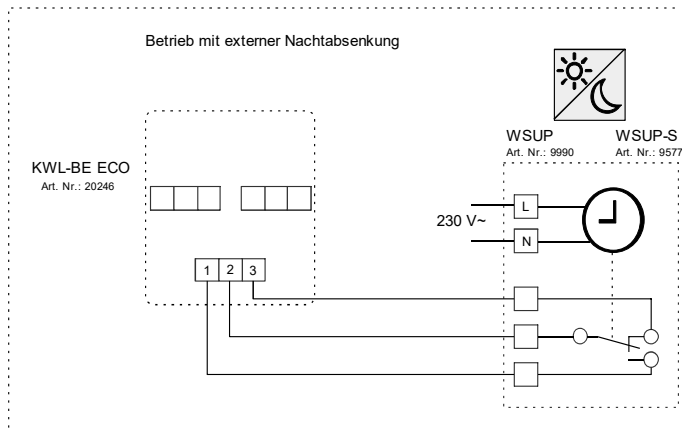 Betrieb mit externer Nachtabsenkung
WSUP WSUP-S
Art. Nr.: 9990 Art. Nr.: 9577
KWL-BE ECO
Art. Nr.: 20246
230 V~
L
N
1 2 3